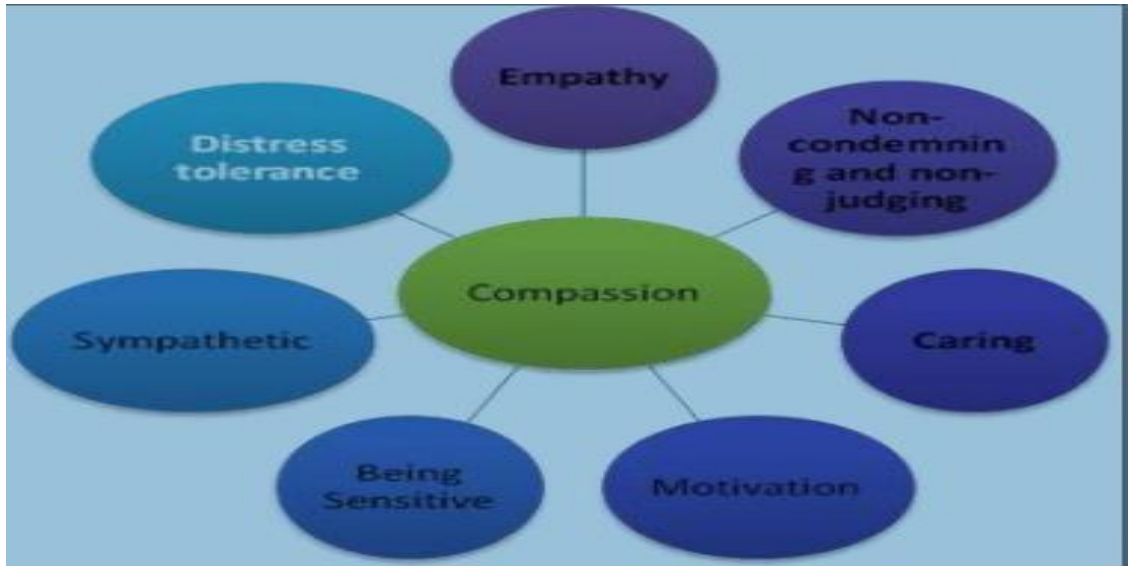 Empathy
Non-
condemnin
g and non-
judging
Distress
tolerance
Compassion
Caring
Sympathetic
Motivation
Being
Sensitive